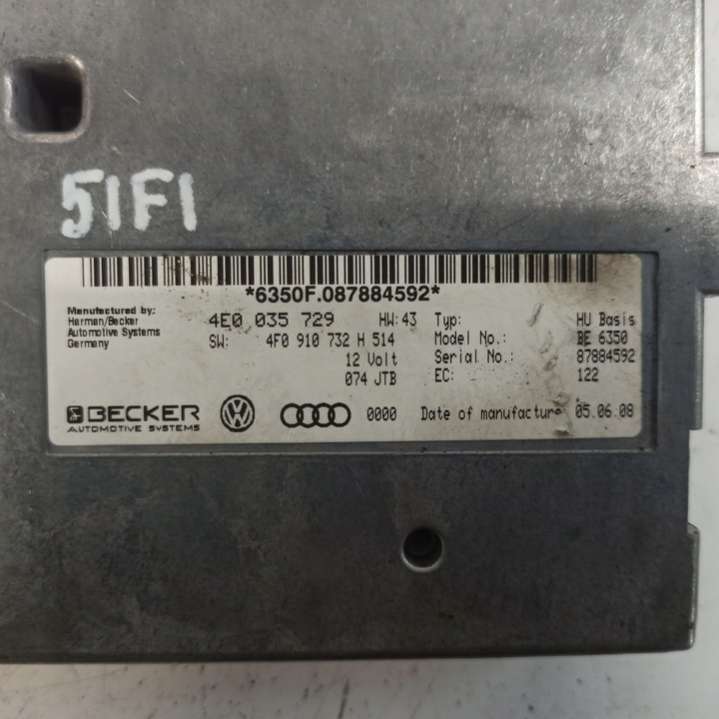 51F1
*6350F.087884592*
Manufactured by:
Harman/Becker
Automotive Systems
Germany
4E0 035 729 HW:43
SW: 4F0 910 732 H 514
12 Volt
074 JTB
Typ: HU Basis
Model No.: BE 6350
Serial No.: 87884592
EC: 122
BECKER
AUTOMOTIVE SYSTEMS
0000 Date of manufacture 05.06.08